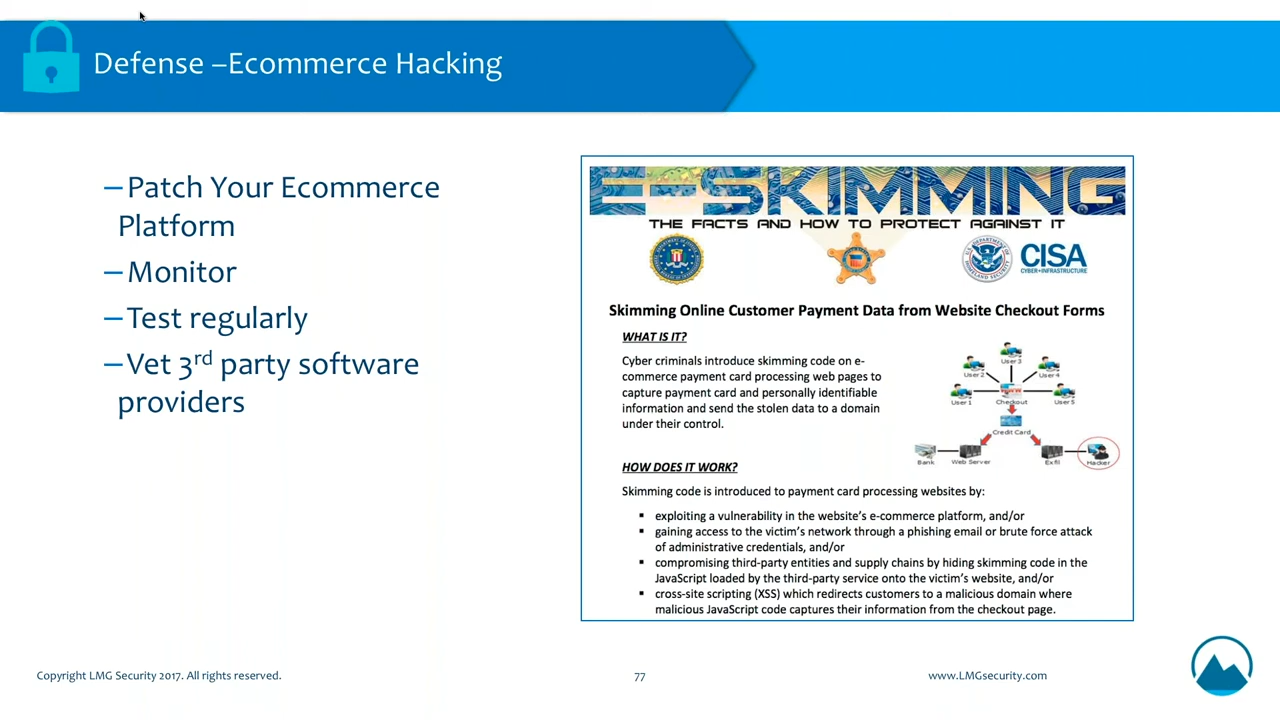 Defense –Ecommerce Hacking
–Patch Your Ecommerce
Platform
–Monitor
–Test regularly
–Vet 3rd party software
providers
E-SKIMMING
THE FACTS AND HOW TO PROTECT AGAINST IT
CISA
CYBER+INFRASTRUCTURE
Skimming Online Customer Payment Data from Website Checkout Forms
WHAT IS IT?
Cyber criminals introduce skimming code on e-
commerce payment card processing web pages to
capture payment card and personally identifiable
information and send the stolen data to a domain
under their control.
User 3
User 2
User 4
User 1
Checkout
User 5
Credit Card
Bank
Web Server
Exfil
Hacker
HOW DOES IT WORK?
Skimming code is introduced to payment card processing websites by:
▪ exploiting a vulnerability in the website's e-commerce platform, and/or
▪ gaining access to the victim's network through a phishing email or brute force attack
of administrative credentials, and/or
▪ compromising third-party entities and supply chains by hiding skimming code in the
JavaScript loaded by the third-party service onto the victim's website, and/or
▪ cross-site scripting (XSS) which redirects customers to a malicious domain where
malicious JavaScript code captures their information from the checkout page.
Copyright LMG Security 2017. All rights reserved.
77
www.LMGsecurity.com